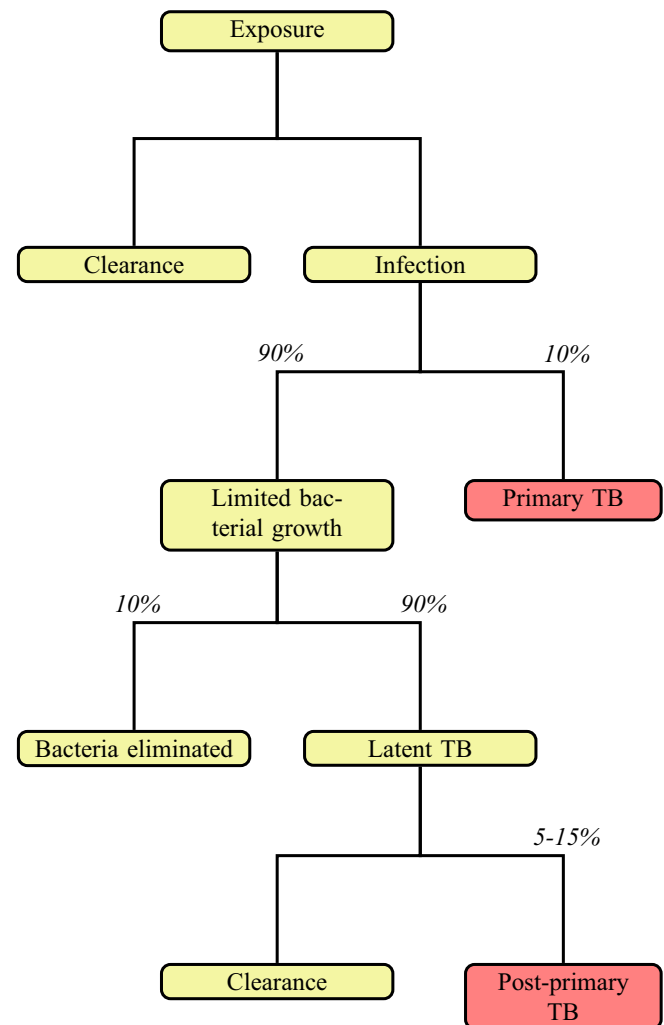 Exposure
Clearance
Infection
90%
10%
Limited bac-
terial growth
Primary TB
10%
90%
Bacteria eliminated
Latent TB
5-15%
Clearance
Post-primary
TB